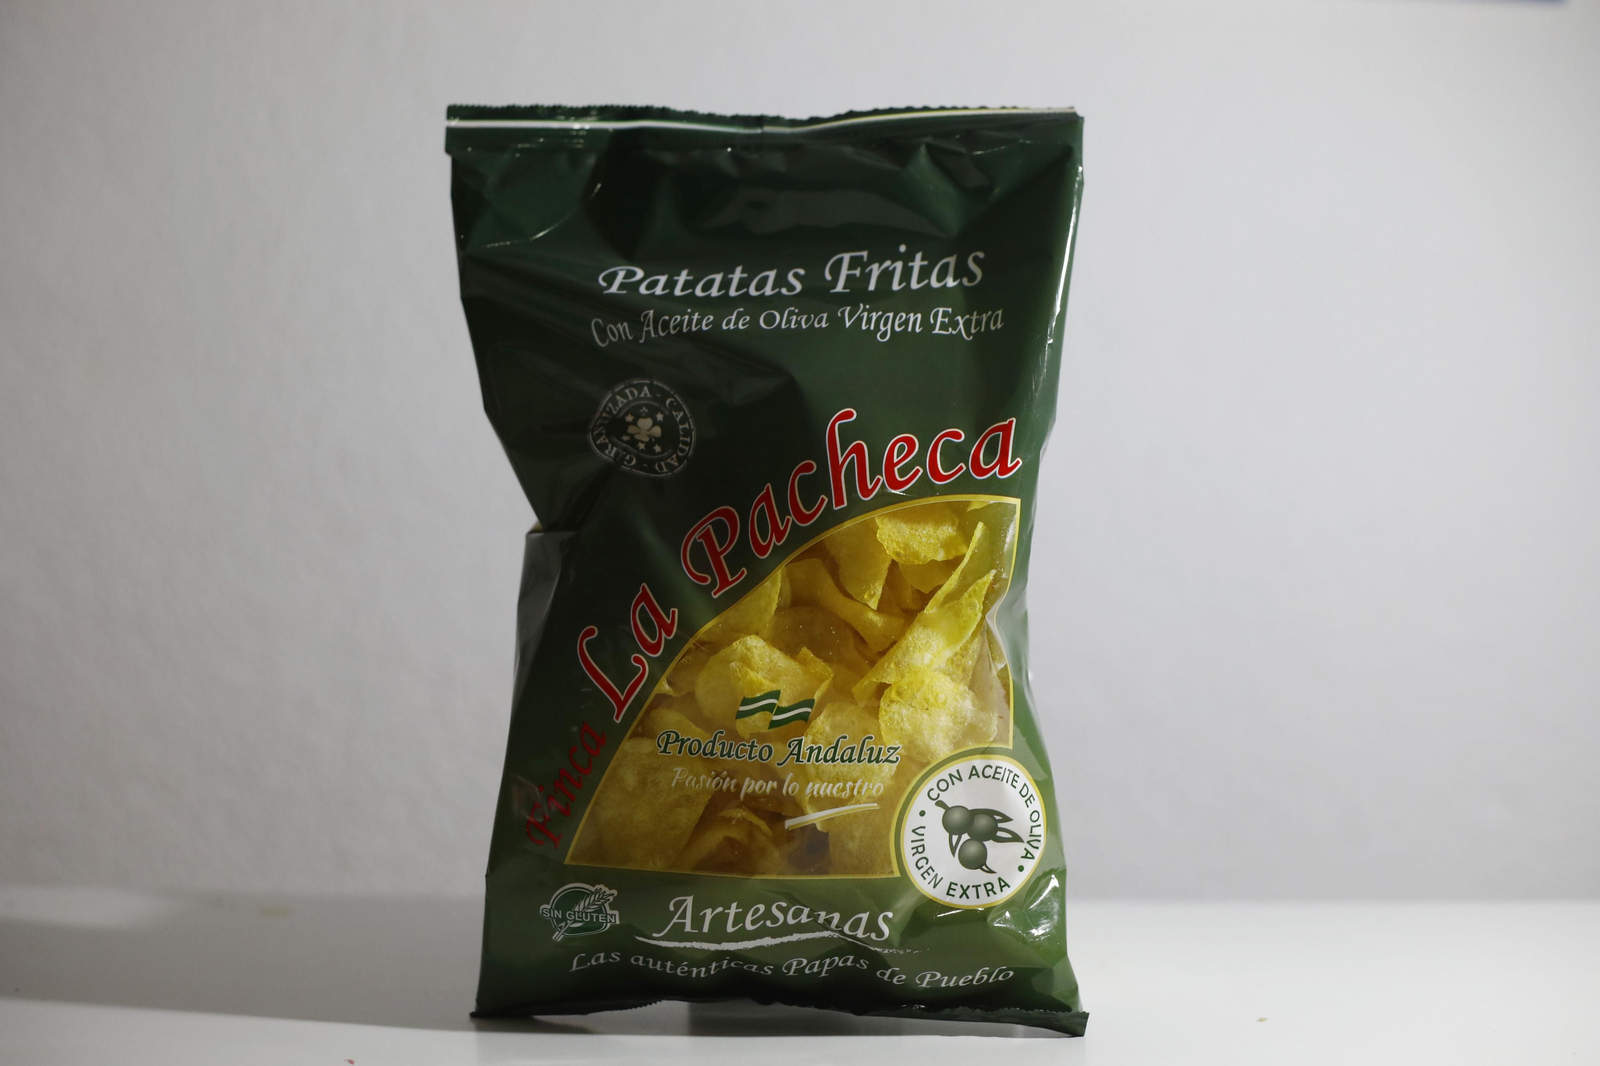 Patatas Fritas
Con Aceite de Oliva Virgen Extra
GARANTIZADA - CALIDAD -
Finca La Pacheca
Producto Andaluz
Pasión por lo nuestro
CON ACEITE DE OLIVA
• VIRGEN EXTRA •
SIN GLUTEN
Artesanas
Las auténticas Papas de Pueblo